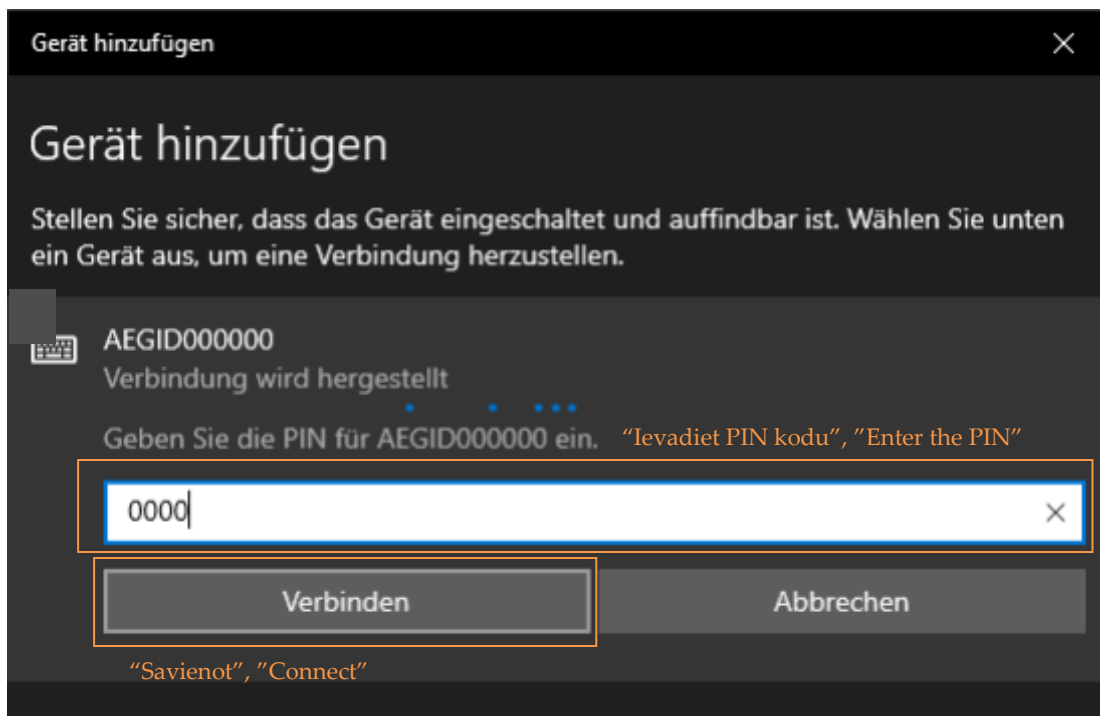 Gerät hinzufügen
Gerät hinzufügen
Stellen Sie sicher, dass das Gerät eingeschaltet und auffindbar ist. Wählen Sie unten
ein Gerät aus, um eine Verbindung herzustellen.
AEGID000000
Verbindung wird hergestellt
Geben Sie die PIN für AEGID000000 ein.
“Ievadiet PIN kodu”, ”Enter the PIN”
0000
Verbinden
Abbrechen
“Savienot”, ”Connect”